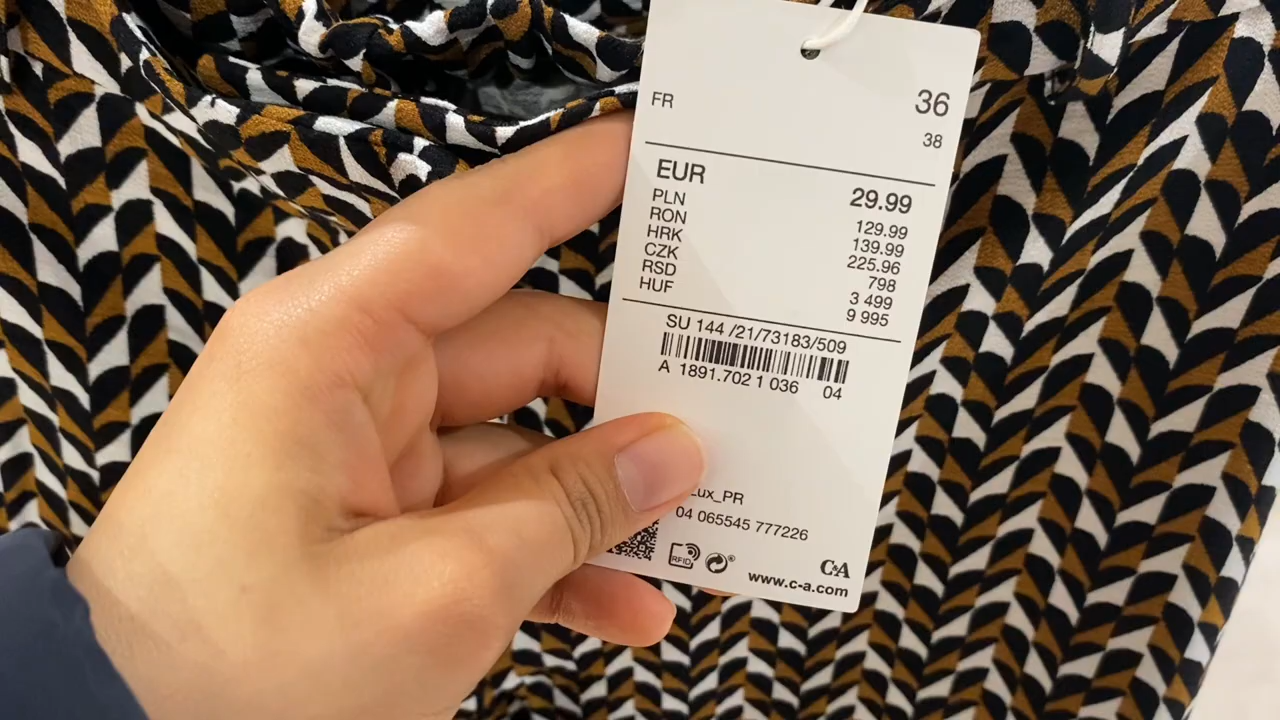 FR 36
38
EUR 29.99
PLN 129.99
RON 139.99
HRK 225.96
CZK 798
RSD 3 499
HUF 9 995
SU 144 /21/73183/509
A 1891.702 1 036 04
Lux_PR
04 065545 777226
RFID
C&A
www.c-a.com